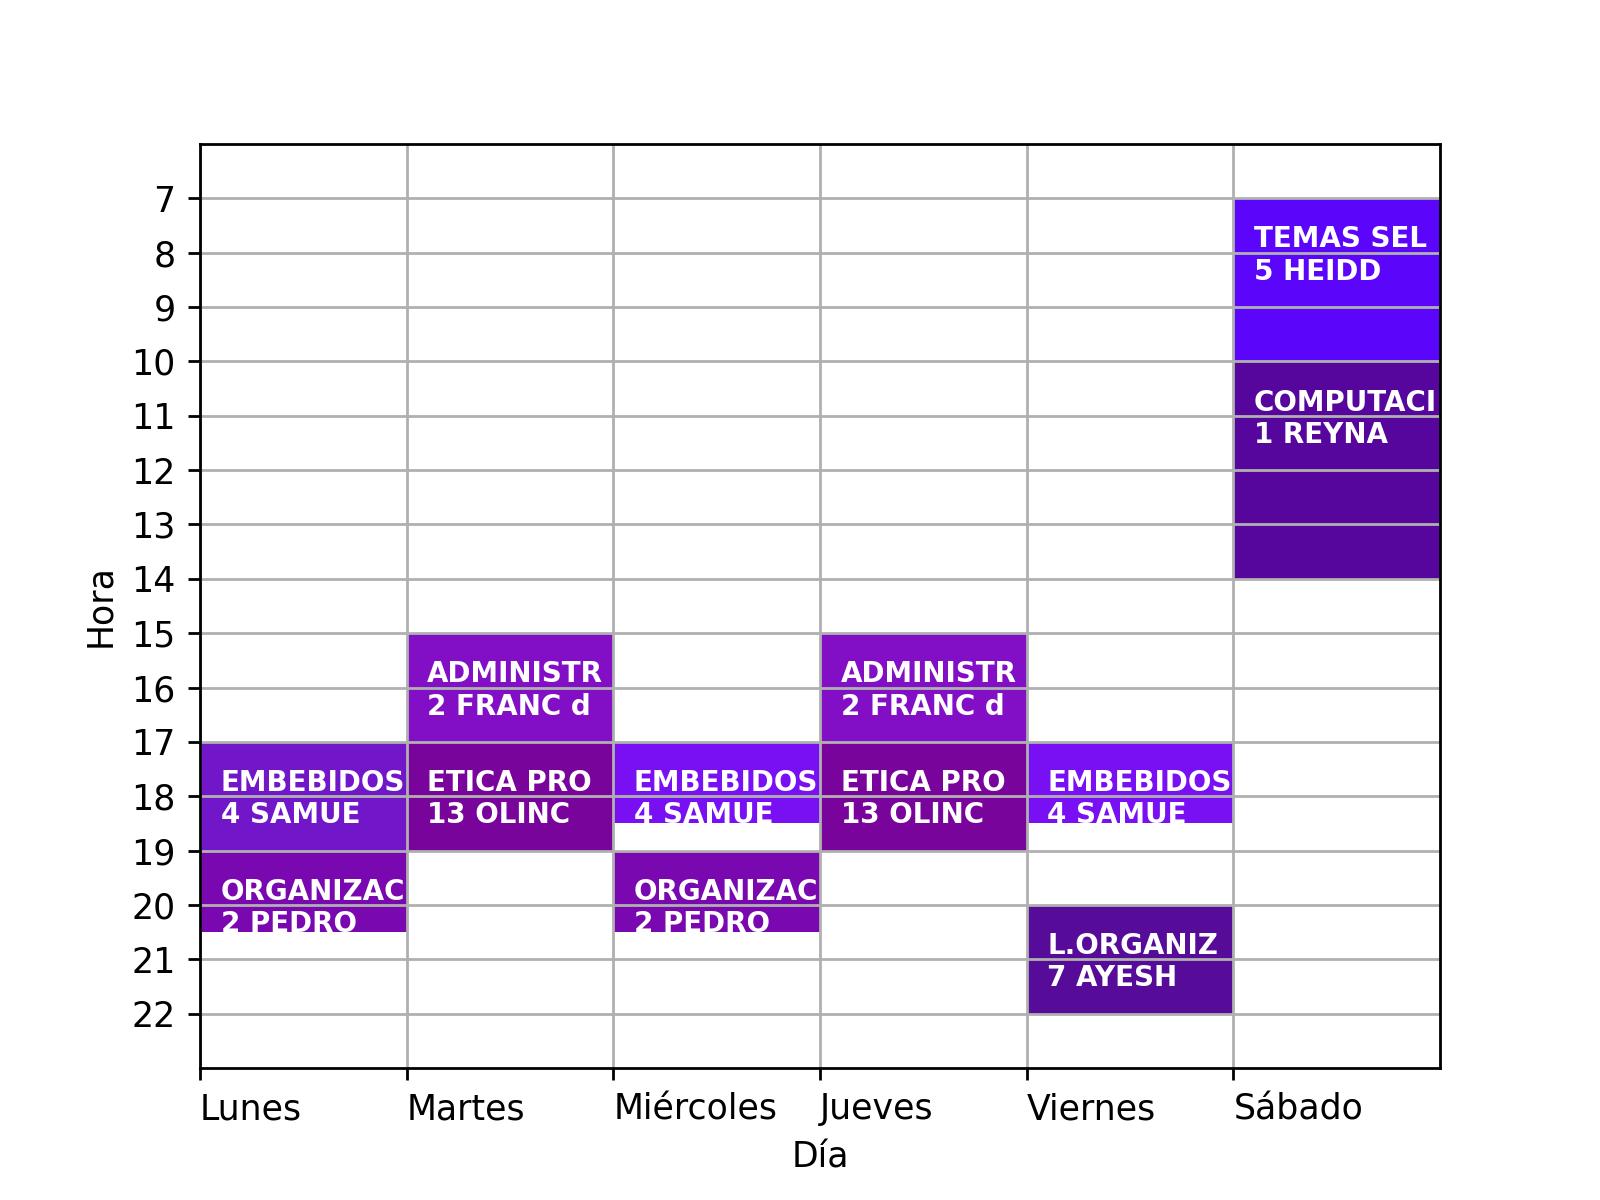 7
TEMAS SEL
8
5 HEIDD
9
10
COMPUTACI
11
1 REYNA
12
13
14
Hora
15
ADMINISTR
2 FRANC d
ADMINISTR
2 FRANC d
16
17
EMBEBIDOS
4 SAMUE
ETICA PRO
13 OLINC
EMBEBIDOS
4 SAMUE
ETICA PRO
13 OLINC
EMBEBIDOS
4 SAMUE
18
19
ORGANIZAC
2 PEDRO
ORGANIZAC
2 PEDRO
20
L.ORGANIZ
7 AYESH
21
22
Lunes Martes Miércoles Jueves Viernes Sábado
Día